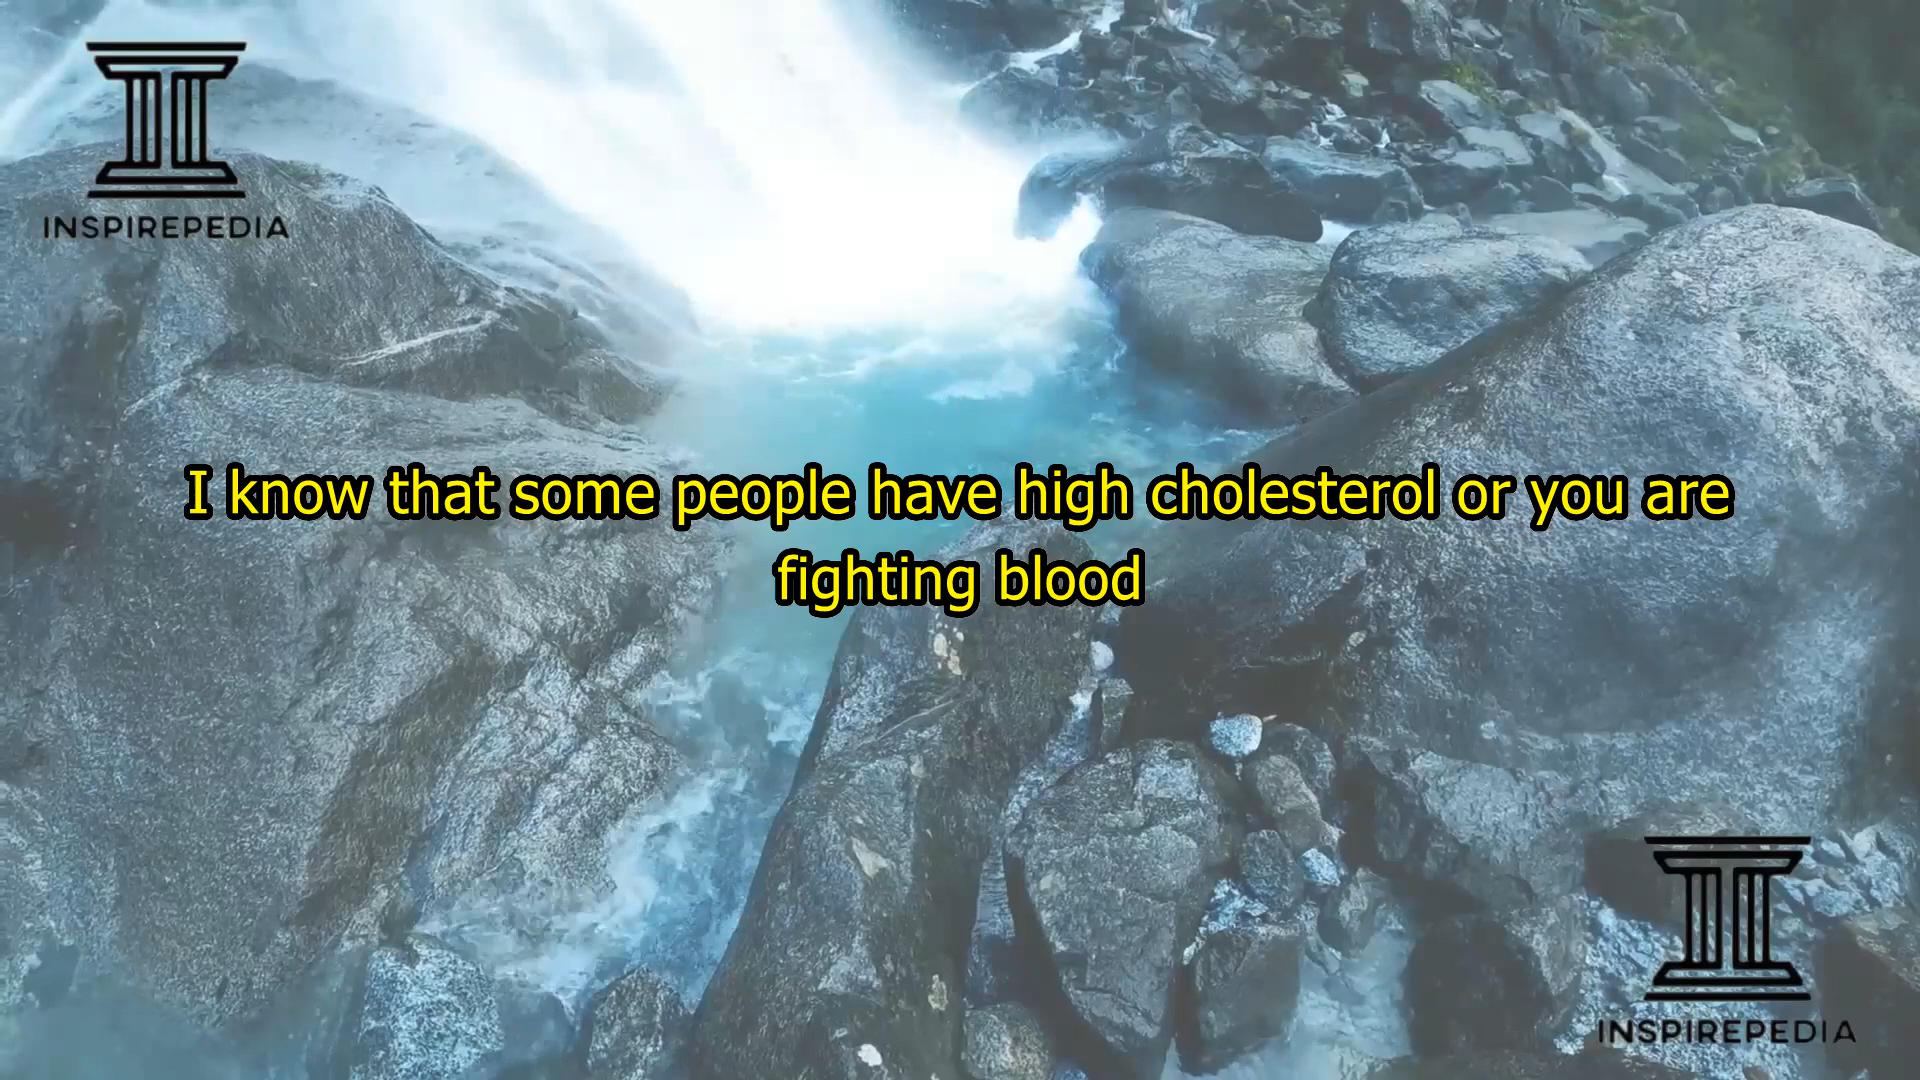 INSPIREPEDIA
I know that some people have high cholesterol or you are
fighting blood
INSPIREPEDIA